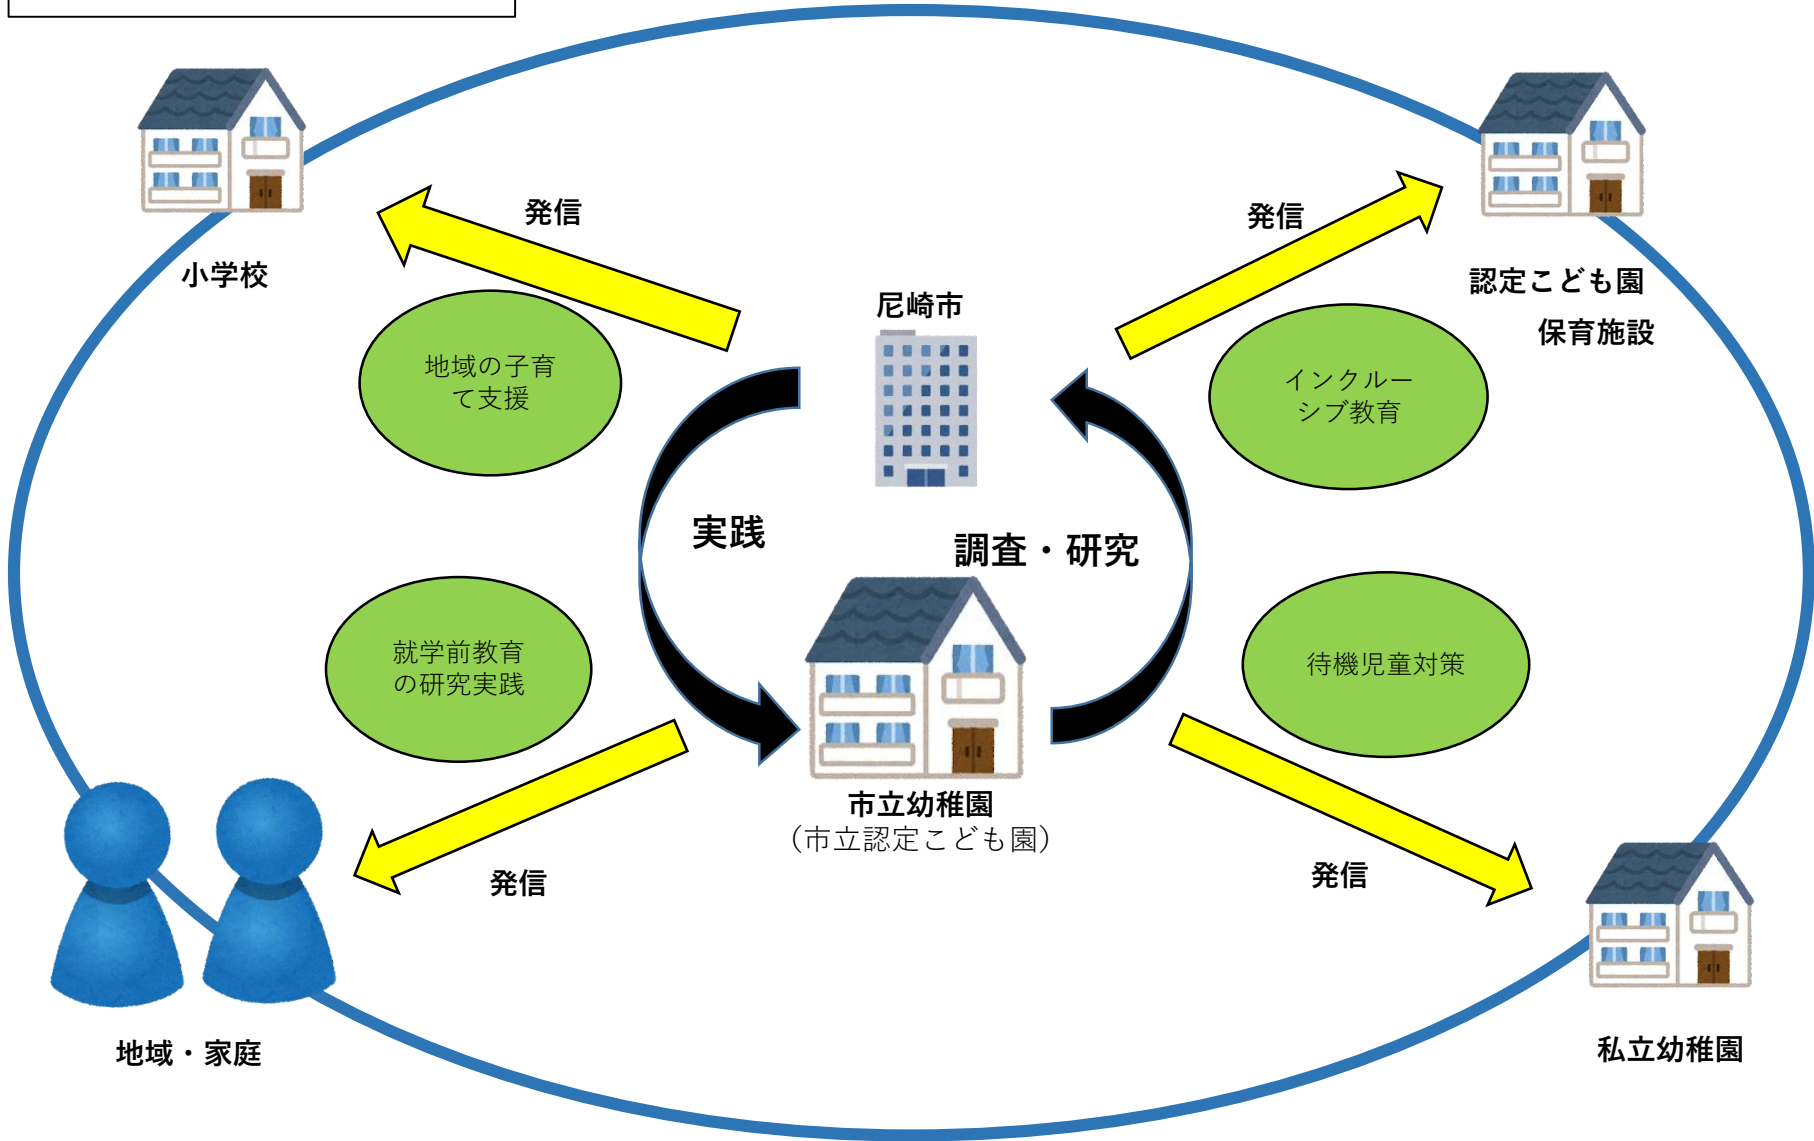 発信
発信
小学校
認定こども園
保育施設
尼崎市
地域の子育
て支援
インクルー
シブ教育
実践
調査・研究
就学前教育
の研究実践
待機児童対策
市立幼稚園
（市立認定こども園）
発信
発信
地域・家庭
私立幼稚園